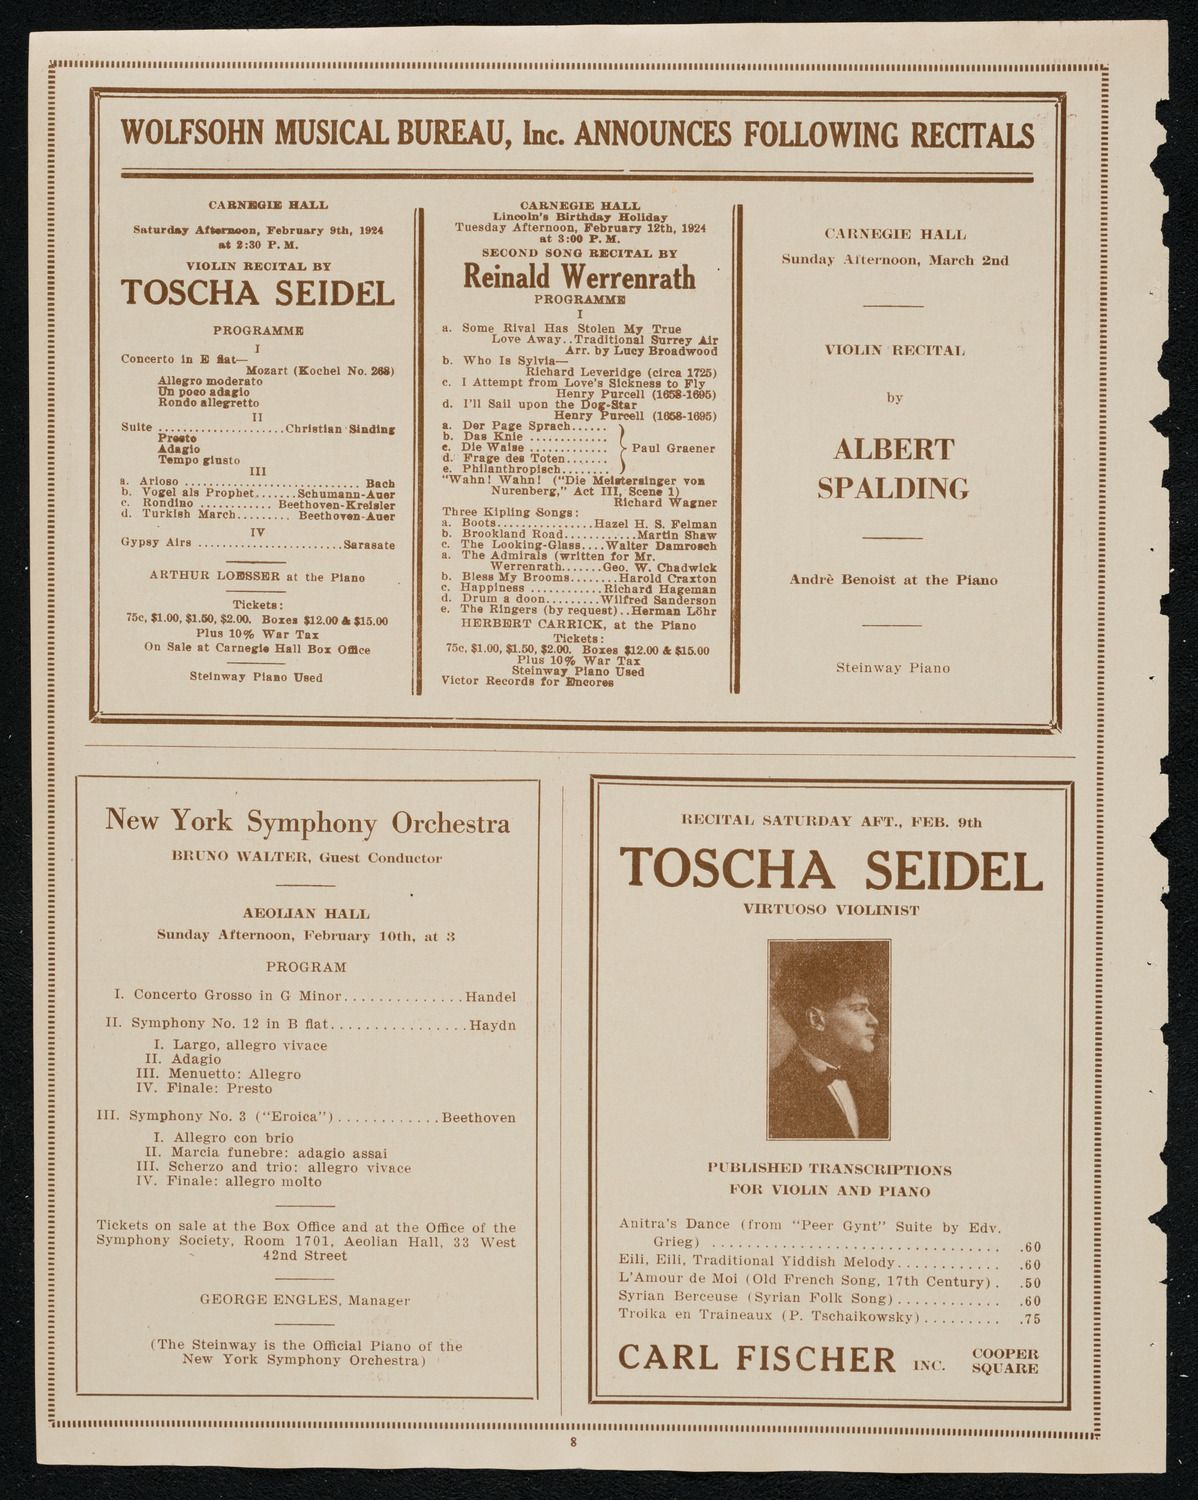 WOLFSOHN MUSICAL BUREAU, Inc. ANNOUNCES FOLLOWING RECITALS
CARNEGIE HALL
Saturday Afternoon, February 9th, 1924
at 2:30 P. M.
VIOLIN RECITAL BY
TOSCHA SEIDEL
PROGRAMME
I
Concerto in E flat—
Mozart (Kochel No. 268)
Allegro moderato
Un poco adagio
Rondo allegretto
II
Suite ....................Christian Sinding
Presto
Adagio
Tempo giusto
III
a. Arioso ............................ Bach
b. Vogel als Prophet.......Schumann-Auer
c. Rondino ............ Beethoven-Kreisler
d. Turkish March......... Beethoven-Auer
IV
Gypsy Airs .......................Sarasate
ARTHUR LOESSER at the Piano
Tickets:
75c, $1.00, $1.50, $2.00. Boxes $12.00 & $15.00
Plus 10% War Tax
On Sale at Carnegie Hall Box Office
Steinway Piano Used
CARNEGIE HALL
Lincoln's Birthday Holiday
Tuesday Afternoon, February 12th, 1924
at 3:00 P. M.
SECOND SONG RECITAL BY
Reinald Werrenrath
PROGRAMME
I
a. Some Rival Has Stolen My True
Love Away..Traditional Surrey Air
Arr. by Lucy Broadwood
b. Who Is Sylvia—
Richard Leveridge (circa 1725)
c. I Attempt from Love's Sickness to Fly
Henry Purcell (1658-1695)
d. I'll Sail upon the Dog-Star
Henry Purcell (1658-1695)
a. Der Page Sprach......
b. Das Knie ............
c. Die Waise ............ Paul Graener
d. Frage des Toten.......
e. Philanthropisch........
"Wahn! Wahn! ("Die Meistersinger von
Nurenberg," Act III, Scene 1)
Richard Wagner
Three Kipling Songs:
a. Boots...............Hazel H. S. Felman
b. Brookland Road...........Martin Shaw
c. The Looking-Glass....Walter Damrosch
a. The Admirals (written for Mr.
Werrenrath.......Geo. W. Chadwick
b. Bless My Brooms........Harold Craxton
c. Happiness ............Richard Hageman
d. Drum a doon.........Wilfred Sanderson
e. The Ringers (by request)..Herman Löhr
HERBERT CARRICK, at the Piano
Tickets:
75c, $1.00, $1.50, $2.00. Boxes $12.00 & $15.00
Plus 10% War Tax
Steinway Piano Used
Victor Records for Encores
CARNEGIE HALL
Sunday Afternoon, March 2nd
VIOLIN RECITAL
by
ALBERT
SPALDING
Andrè Benoist at the Piano
Steinway Piano
New York Symphony Orchestra
BRUNO WALTER, Guest Conductor
AEOLIAN HALL
Sunday Afternoon, February 10th, at 3
PROGRAM
I. Concerto Grosso in G Minor..............Handel
II. Symphony No. 12 in B flat................Haydn
I. Largo, allegro vivace
II. Adagio
III. Menuetto: Allegro
IV. Finale: Presto
III. Symphony No. 3 ("Eroica")............Beethoven
I. Allegro con brio
II. Marcia funebre: adagio assai
III. Scherzo and trio: allegro vivace
IV. Finale: allegro molto
Tickets on sale at the Box Office and at the Office of the
Symphony Society, Room 1701, Aeolian Hall, 33 West
42nd Street
GEORGE ENGLES, Manager
(The Steinway is the Official Piano of the
New York Symphony Orchestra)
RECITAL SATURDAY AFT., FEB. 9th
TOSCHA SEIDEL
VIRTUOSO VIOLINIST
PUBLISHED TRANSCRIPTIONS
FOR VIOLIN AND PIANO
Anitra's Dance (from "Peer Gynt" Suite by Edv.
Grieg) ................................ .60
Eili, Eili, Traditional Yiddish Melody............ .60
L'Amour de Moi (Old French Song, 17th Century). .50
Syrian Berceuse (Syrian Folk Song)............ .60
Troika en Traineaux (P. Tschaikowsky)......... .75
CARL FISCHER INC. COOPER
SQUARE
8